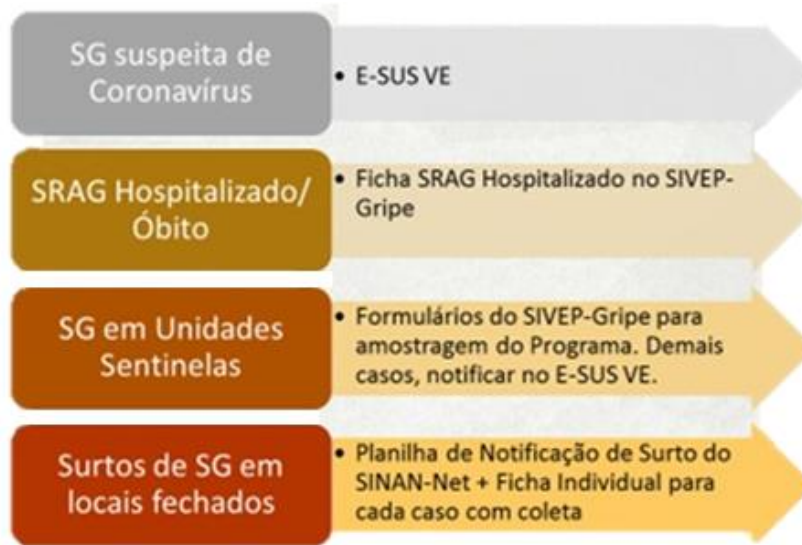 SG suspeita de
Coronavírus
• E-SUS VE
SRAG Hospitalizado/
Óbito
• Ficha SRAG Hospitalizado no SIVEP-
Gripe
SG em Unidades
Sentinelas
• Formulários do SIVEP-Gripe para
amostragem do Programa. Demais
casos, notificar no E-SUS VE.
Surtos de SG em
locais fechados
• Planilha de Notificação de Surto do
SINAN-Net + Ficha Individual para
cada caso com coleta